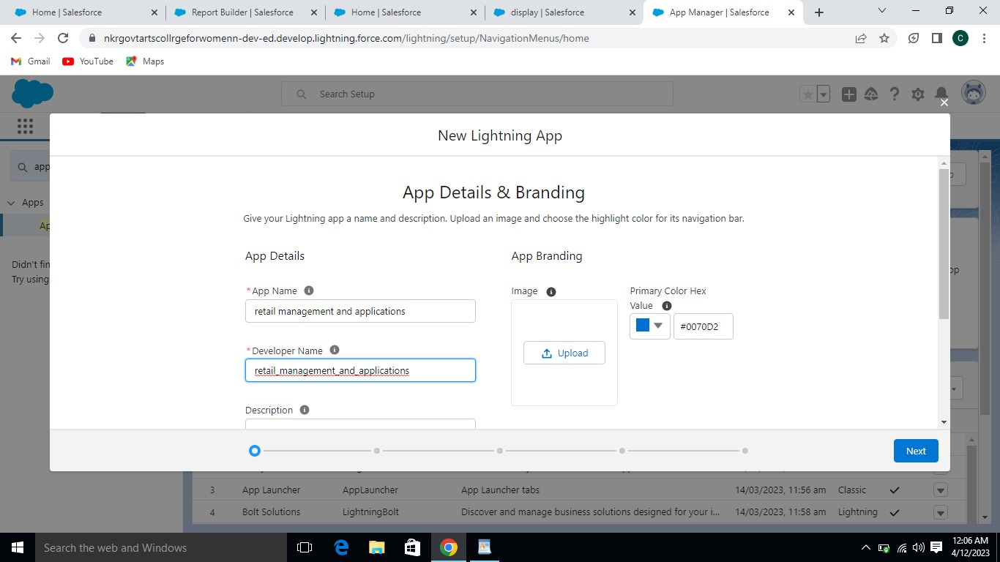 Home | Salesforce
Report Builder | Salesforce
Home | Salesforce
display | Salesforce
App Manager | Salesforce
nkrgovtartscollrgeforwomenn-dev-ed.develop.lightning.force.com/lightning/setup/NavigationMenus/home
C
Gmail
YouTube
Maps
Search Setup
New Lightning App
app
Apps
Ap
Didn't fin
Try using
App Details & Branding
Give your Lightning app a name and description. Upload an image and choose the highlight color for its navigation bar.
App Details
App Branding
*App Name
retail management and applications
*Developer Name
retail_management_and_applications
Description
Image
Upload
Primary Color Hex
Value
#0070D2
op
Next
3 App Launcher AppLauncher App Launcher tabs 14/03/2023, 11:56 am Classic
4 Bolt Solutions LightningBolt Discover and manage business solutions designed for your i... 14/03/2023, 11:58 am Lightning
Search the web and Windows
12:06 AM
4/12/2023